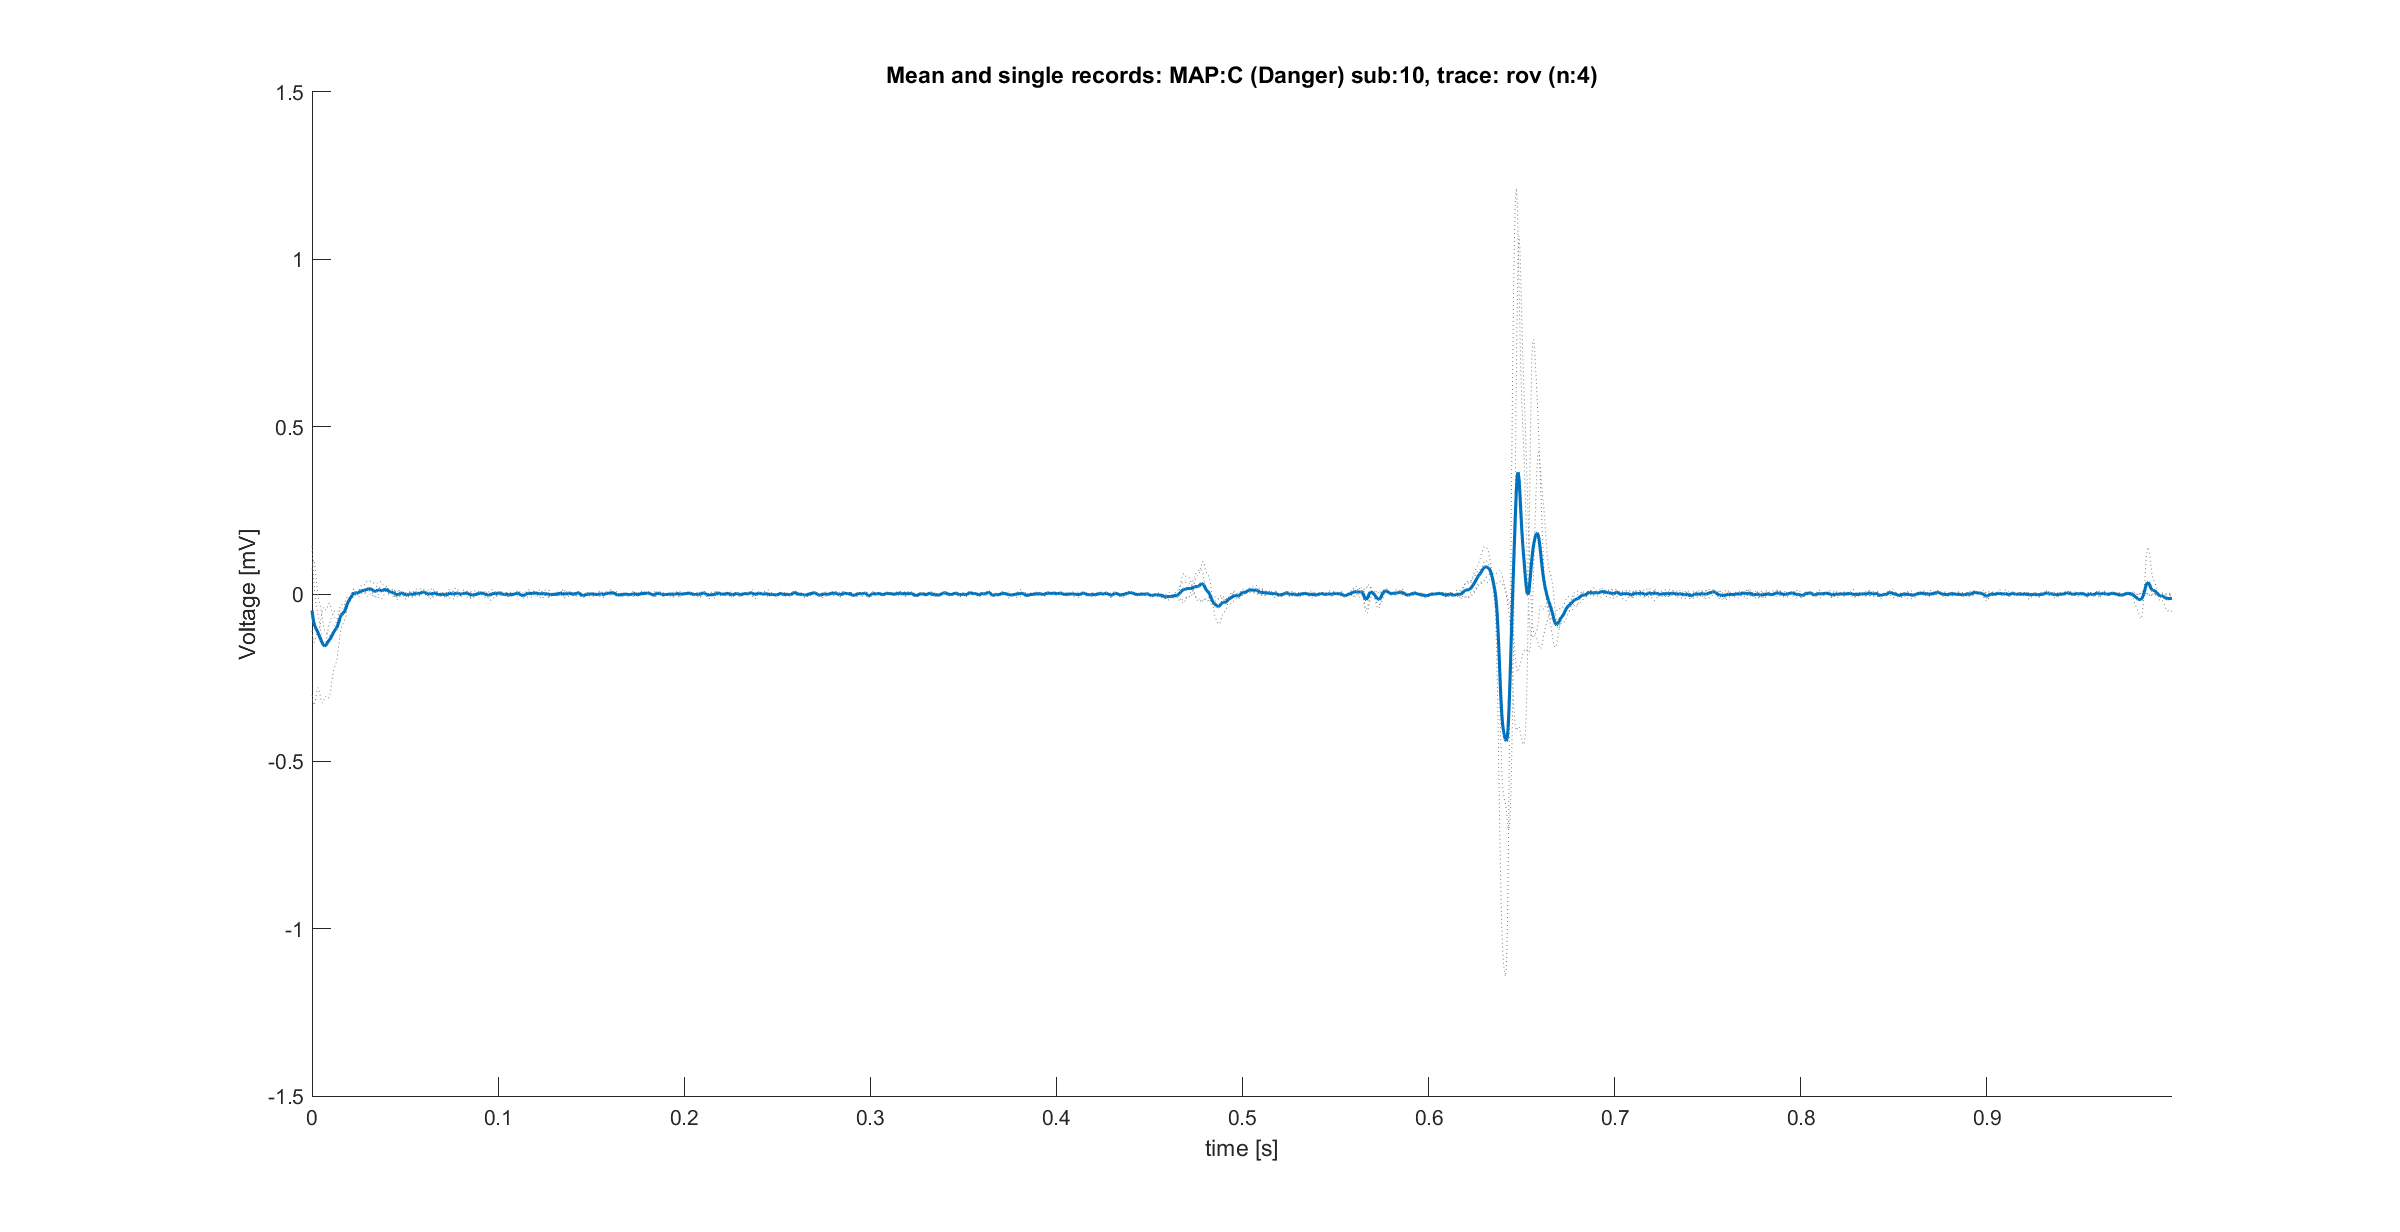 Mean and single records: MAP:C (Danger) sub:10, trace: rov (n:4)
1.5
1
0.5
0
-0.5
-1
-1.5
Voltage [mV]
0 0.1 0.2 0.3 0.4 0.5 0.6 0.7 0.8 0.9
time [s]